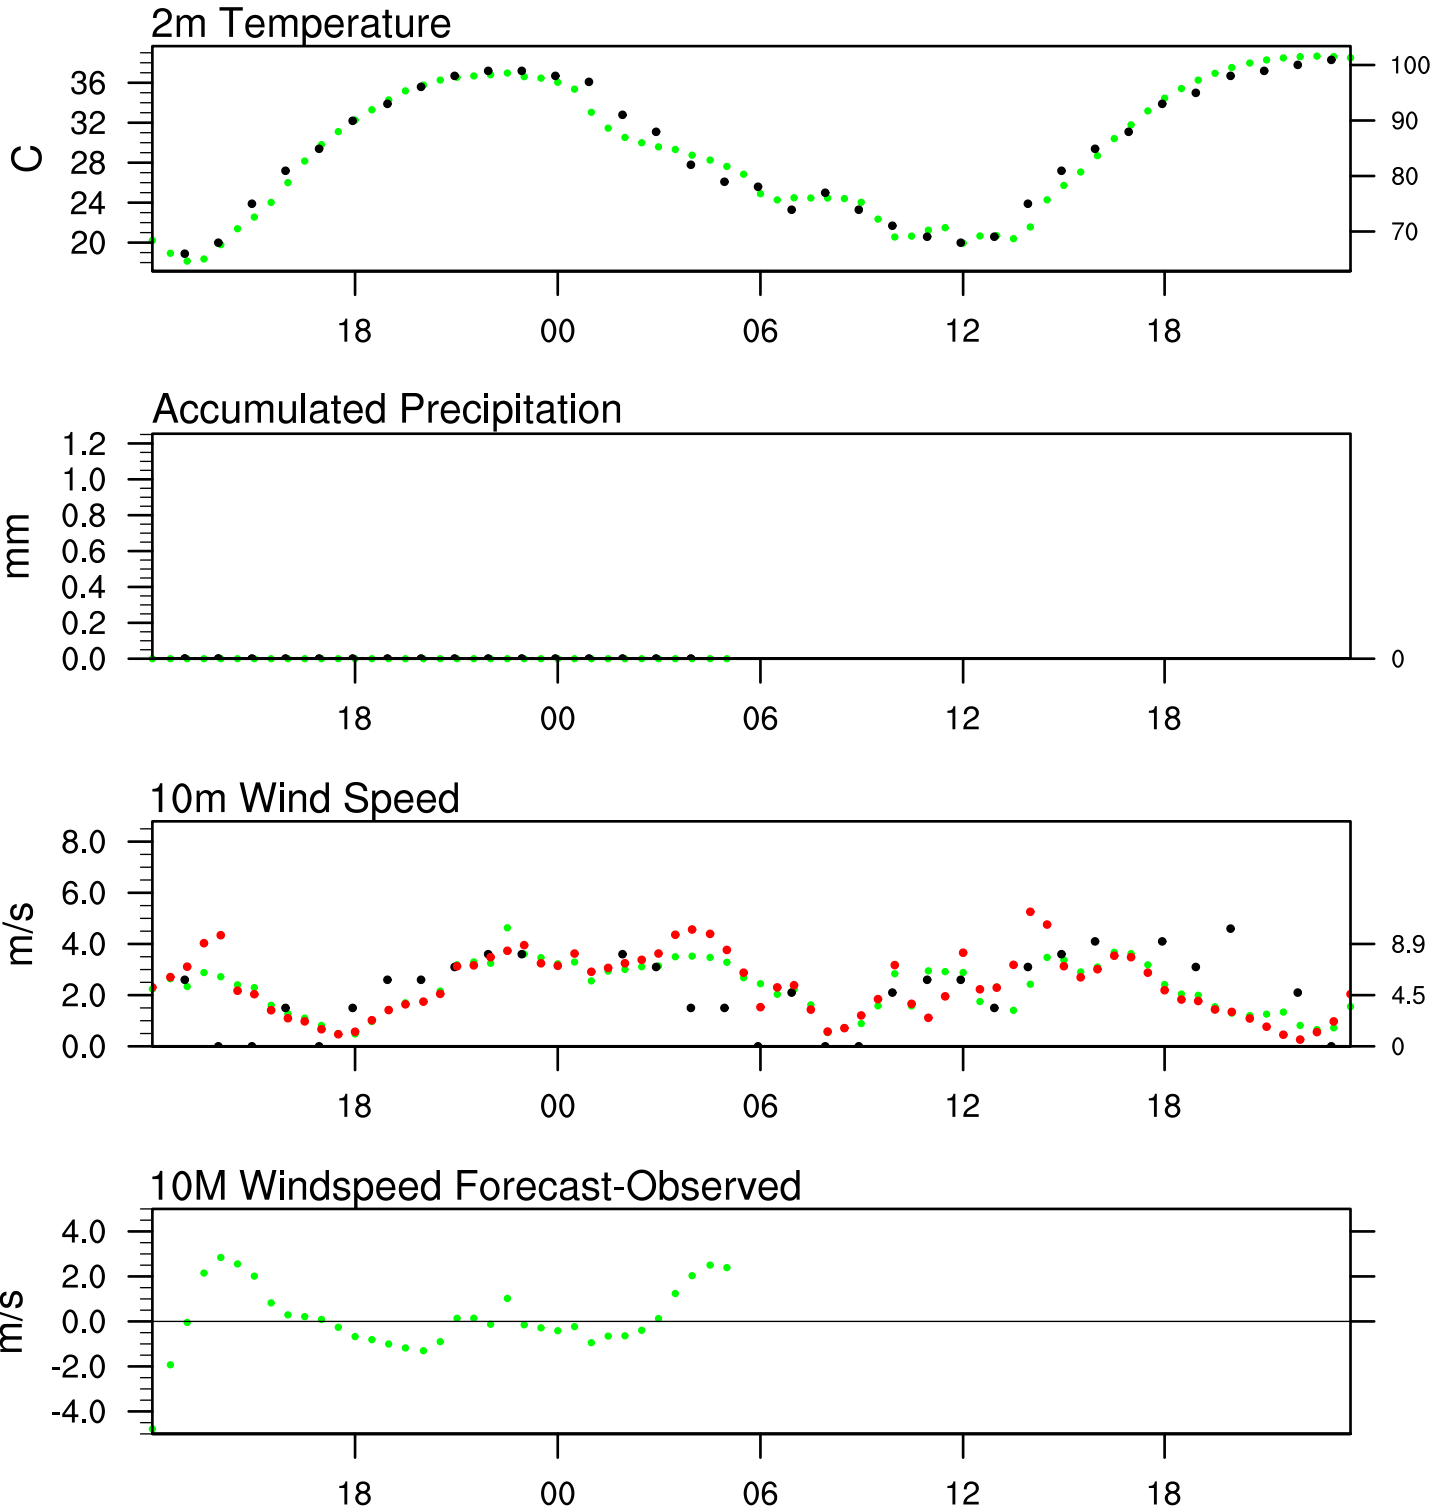 2m Temperature
36
32
28
24
20
C
100
90
80
70
18 00 06 12 18
Accumulated Precipitation
1.2
1.0
0.8
0.6
0.4
0.2
0.0
mm
0
18 00 06 12 18
10m Wind Speed
8.0
6.0
4.0
2.0
0.0
m/s
8.9
4.5
0
18 00 06 12 18
10M Windspeed Forecast-Observed
4.0
2.0
0.0
-2.0
-4.0
m/s
18 00 06 12 18